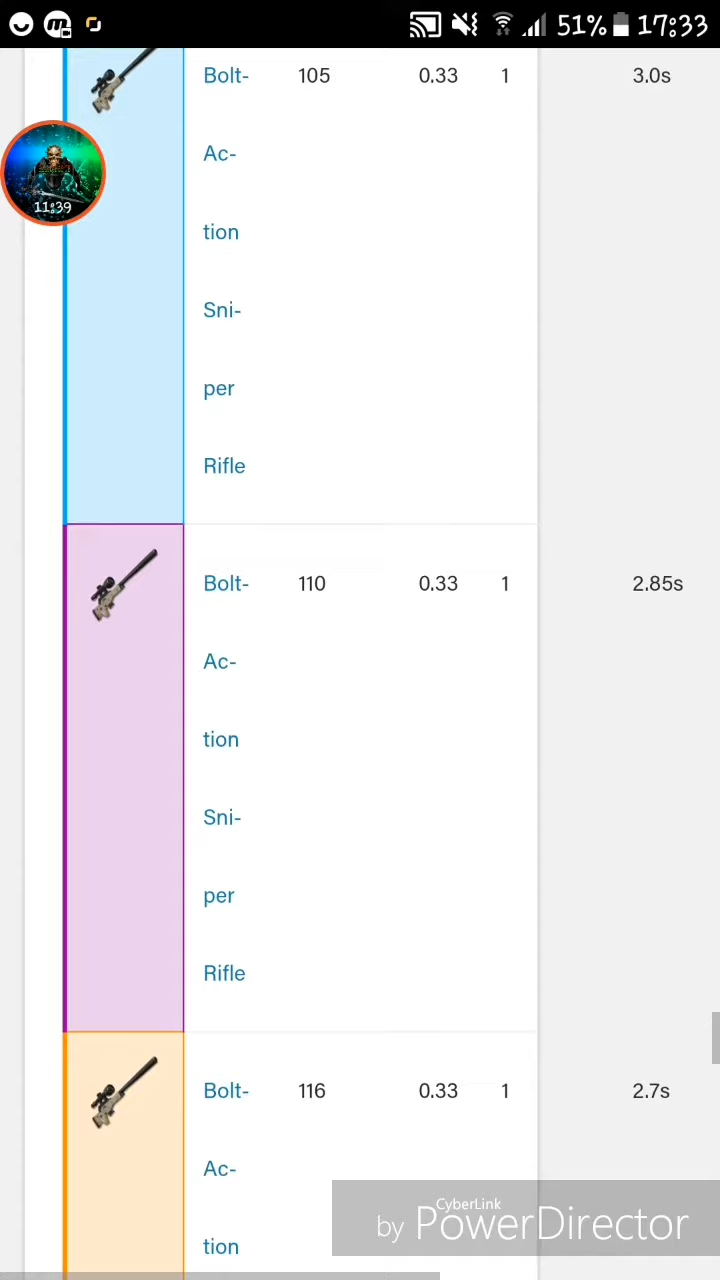 51% 17:33
Bolt- 105 0.33 1 3.0s
11:39
Ac-
tion
Sni-
per
Rifle
Bolt- 110 0.33 1 2.85s
Ac-
tion
Sni-
per
Rifle
Bolt- 116 0.33 1 2.7s
Ac-
tion
CyberLink
by PowerDirector